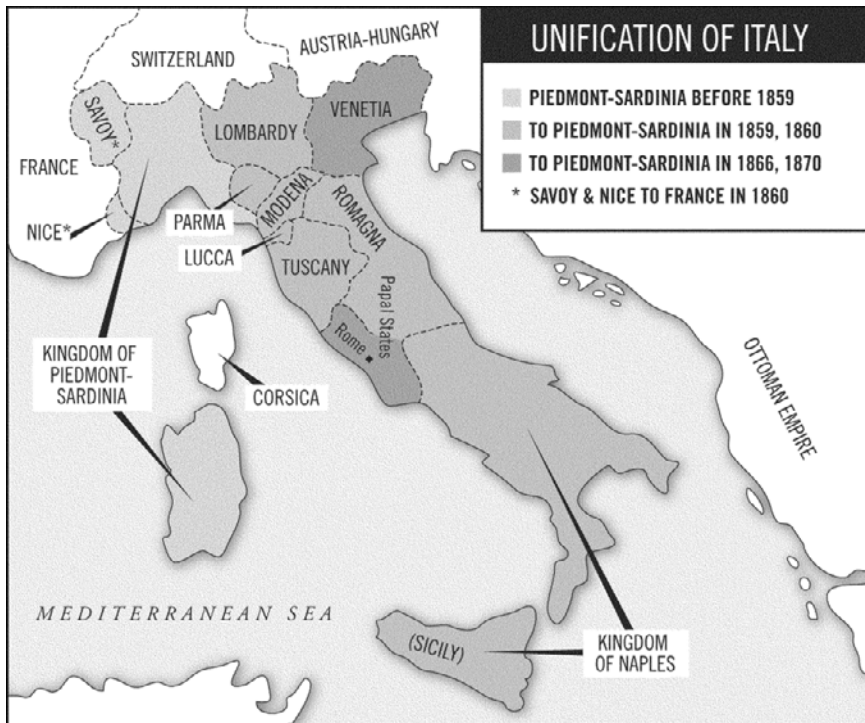 UNIFICATION OF ITALY
PIEDMONT-SARDINIA BEFORE 1859
TO PIEDMONT-SARDINIA IN 1859, 1860
TO PIEDMONT-SARDINIA IN 1866, 1870
* SAVOY & NICE TO FRANCE IN 1860
AUSTRIA-HUNGARY
SWITZERLAND
SAVOY*
LOMBARDY
VENETIA
FRANCE
NICE*
PARMA
MODENA
ROMAGNA
LUCCA
TUSCANY
Papal States
Rome
KINGDOM OF
PIEDMONT-
SARDINIA
CORSICA
OTTOMAN EMPIRE
MEDITERRANEAN SEA
(SICILY)
KINGDOM
OF NAPLES